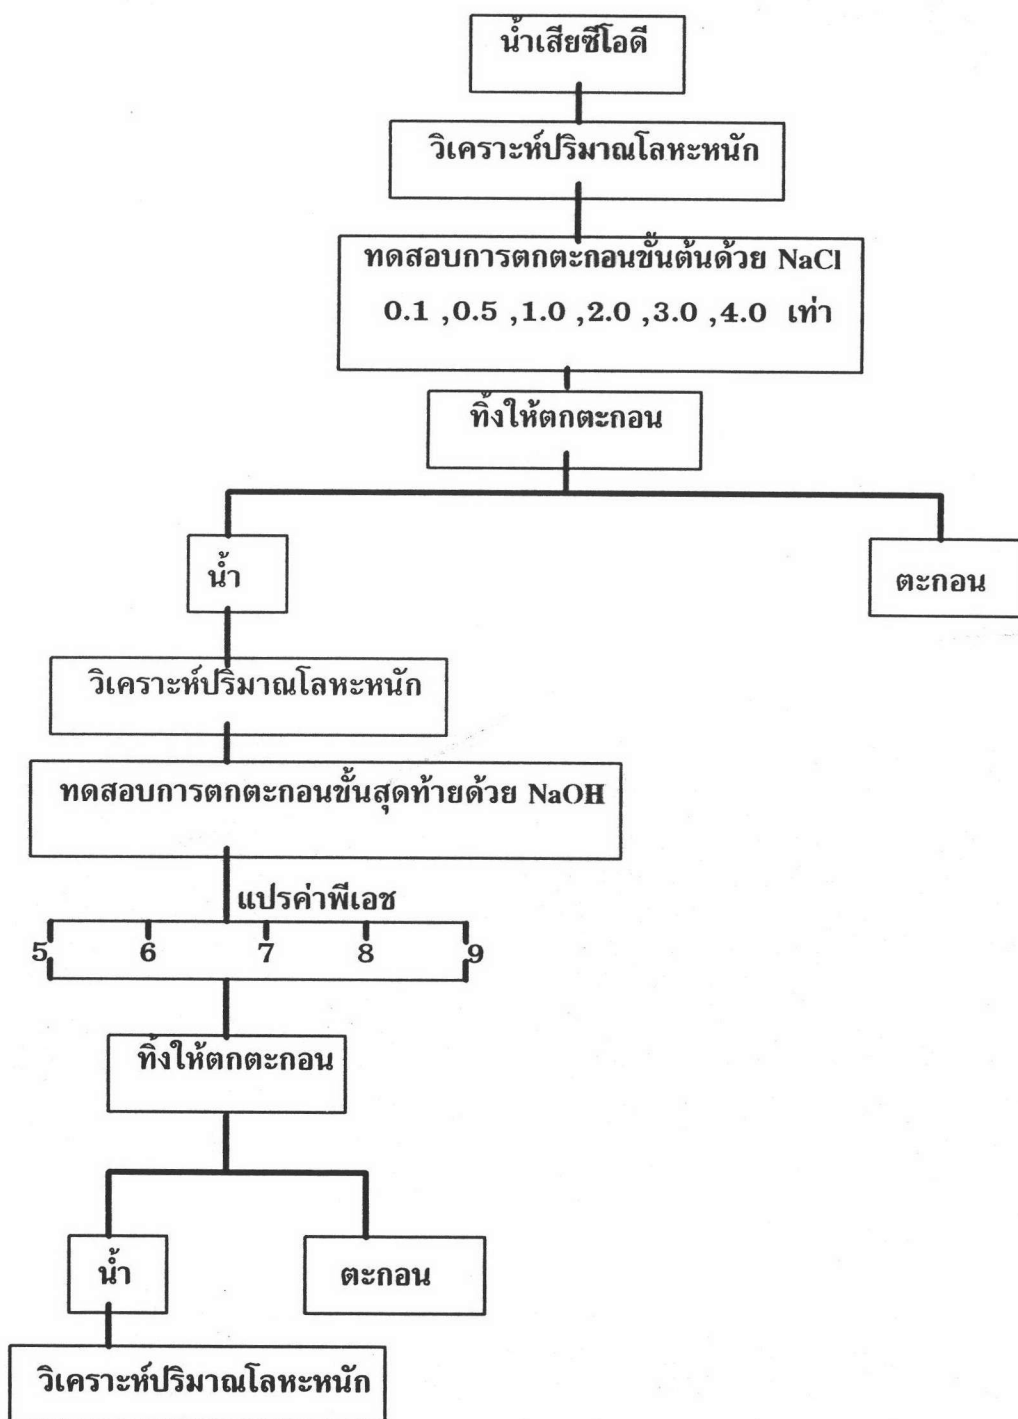 น้ำเสียซีโอดี
วิเคราะห์ปริมาณโลหะหนัก
ทดสอบการตกตะกอนขั้นต้นด้วย NaCl
0.1 ,0.5 ,1.0 ,2.0 ,3.0 ,4.0 เท่า
ทิ้งให้ตกตะกอน
น้ำ
ตะกอน
วิเคราะห์ปริมาณโลหะหนัก
ทดสอบการตกตะกอนขั้นสุดท้ายด้วย NaOH
แปรค่าพีเอช
5 6 7 8 9
ทิ้งให้ตกตะกอน
น้ำ
ตะกอน
วิเคราะห์ปริมาณโลหะหนัก